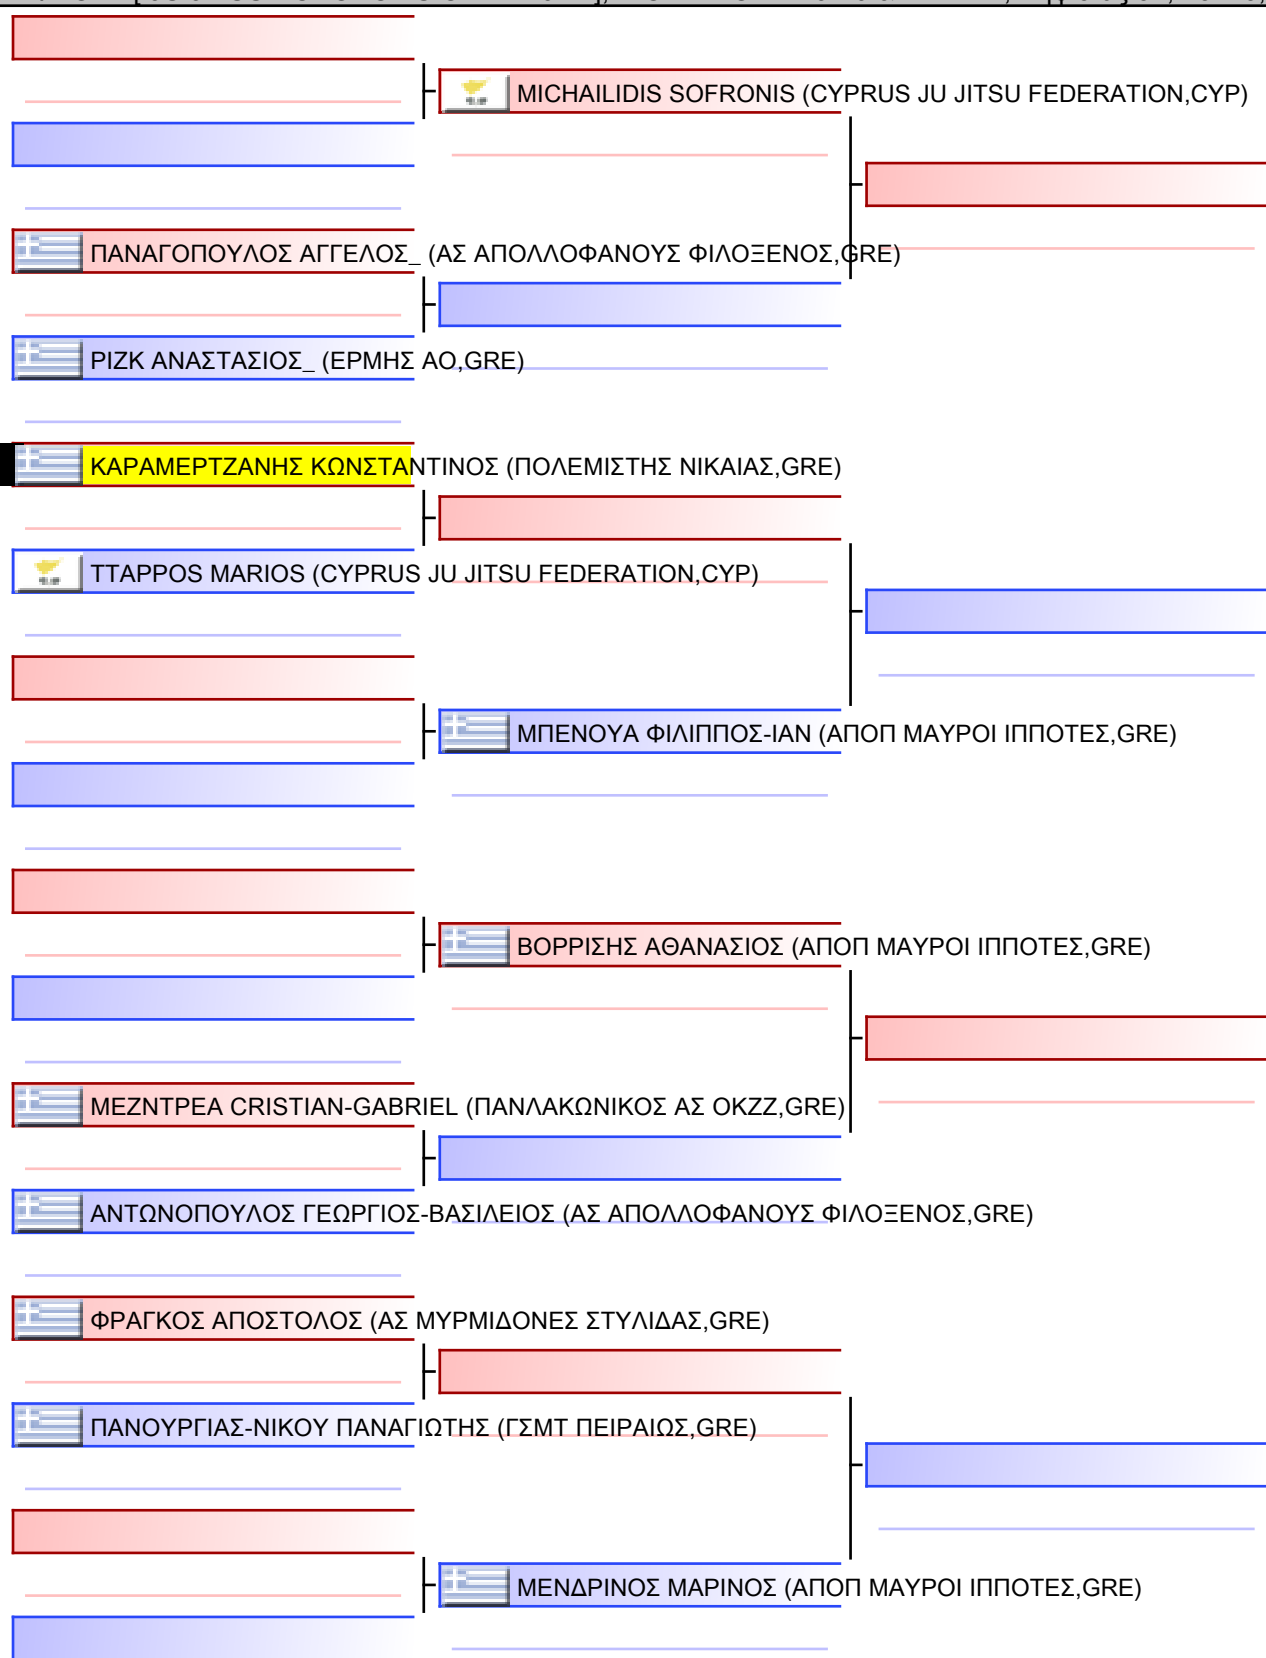 MICHAILIDIS SOFRONIS (CYPRUS JU JITSU FEDERATION,CYP)
ΠΑΝΑΓΟΠΟΥΛΟΣ ΑΓΓΕΛΟΣ_ (ΑΣ ΑΠΟΛΛΟΦΑΝΟΥΣ ΦΙΛΟΞΕΝΟΣ,GRE)
ΡΙΖΚ ΑΝΑΣΤΑΣΙΟΣ_ (ΕΡΜΗΣ ΑΟ,GRE)
ΚΑΡΑΜΕΡΤΖΑΝΗΣ ΚΩΝΣΤΑΝΤΙΝΟΣ (ΠΟΛΕΜΙΣΤΗΣ ΝΙΚΑΙΑΣ,GRE)
TTAPPOS MARIOS (CYPRUS JU JITSU FEDERATION,CYP)
ΜΠΕΝΟΥΑ ΦΙΛΙΠΠΟΣ-ΙΑΝ (ΑΠΟΠ ΜΑΥΡΟΙ ΙΠΠΟΤΕΣ,GRE)
ΒΟΡΡΙΣΗΣ ΑΘΑΝΑΣΙΟΣ (ΑΠΟΠ ΜΑΥΡΟΙ ΙΠΠΟΤΕΣ,GRE)
ΜΕΖΝΤΡΕΑ CRISTIAN-GABRIEL (ΠΑΝΛΑΚΩΝΙΚΟΣ ΑΣ ΟΚΖΖ,GRE)
ΑΝΤΩΝΟΠΟΥΛΟΣ ΓΕΩΡΓΙΟΣ-ΒΑΣΙΛΕΙΟΣ (ΑΣ ΑΠΟΛΛΟΦΑΝΟΥΣ ΦΙΛΟΞΕΝΟΣ,GRE)
ΦΡΑΓΚΟΣ ΑΠΟΣΤΟΛΟΣ (ΑΣ ΜΥΡΜΙΔΟΝΕΣ ΣΤΥΛΙΔΑΣ,GRE)
ΠΑΝΟΥΡΓΙΑΣ-ΝΙΚΟΥ ΠΑΝΑΓΙΩΤΗΣ (ΓΣΜΤ ΠΕΙΡΑΙΩΣ,GRE)
ΜΕΝΔΡΙΝΟΣ ΜΑΡΙΝΟΣ (ΑΠΟΠ ΜΑΥΡΟΙ ΙΠΠΟΤΕΣ,GRE)